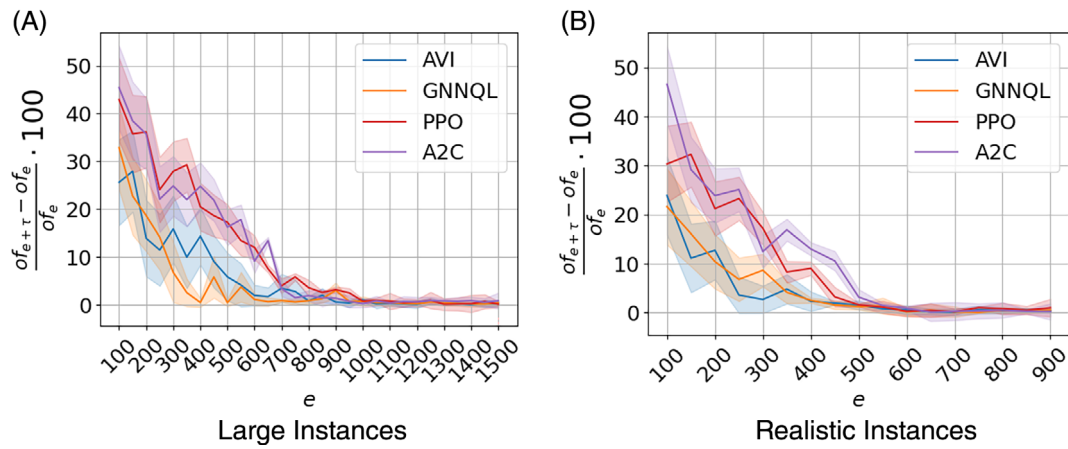 (A)
(B)
AVI
GNNQL
PPO
A2C
50
40
30
20
10
0
of_{e+τ} − of_e
of_e
· 100
100 200 300 400 500 600 700 800 900 1000 1100 1200 1300 1400 1500
e
Large Instances
AVI
GNNQL
PPO
A2C
50
40
30
20
10
0
of_{e+τ} − of_e
of_e
· 100
100 200 300 400 500 600 700 800 900
e
Realistic Instances